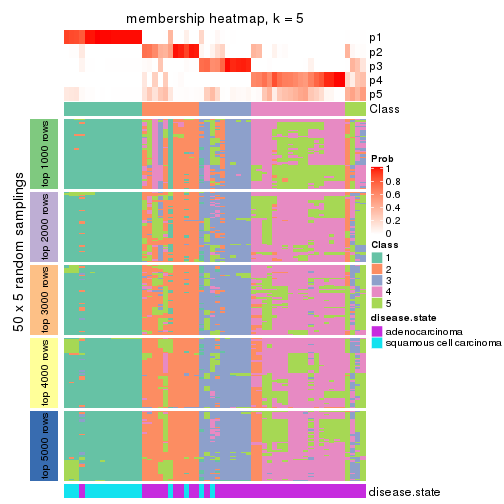 membership heatmap, k = 5
p1
p2
p3
p4
p5
Class
50 x 5 random samplings
top 1000 rows
top 2000 rows
top 3000 rows
top 4000 rows
top 5000 rows
disease.state
Prob
1
0.8
0.6
0.4
0.2
0
Class
1
2
3
4
5
disease.state
adenocarcinoma
squamous cell carcinoma